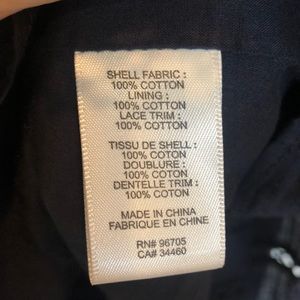 SHELL FABRIC :
100% COTTON
LINING :
100% COTTON
LACE TRIM :
100% COTTON
TISSU DE SHELL :
100% COTON
DOUBLURE :
100% COTON
DENTELLE TRIM :
100% COTON
MADE IN CHINA
FABRIQUE EN CHINE
RN# 96705
CA# 34460